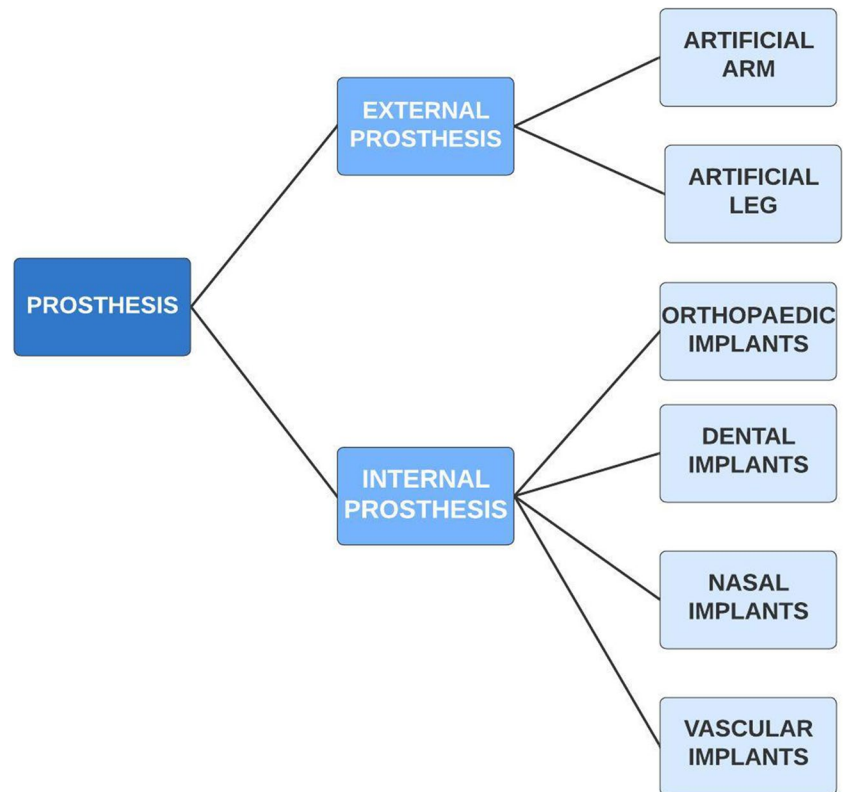 PROSTHESIS
EXTERNAL
PROSTHESIS
ARTIFICIAL
ARM
ARTIFICIAL
LEG
INTERNAL
PROSTHESIS
ORTHOPAEDIC
IMPLANTS
DENTAL
IMPLANTS
NASAL
IMPLANTS
VASCULAR
IMPLANTS